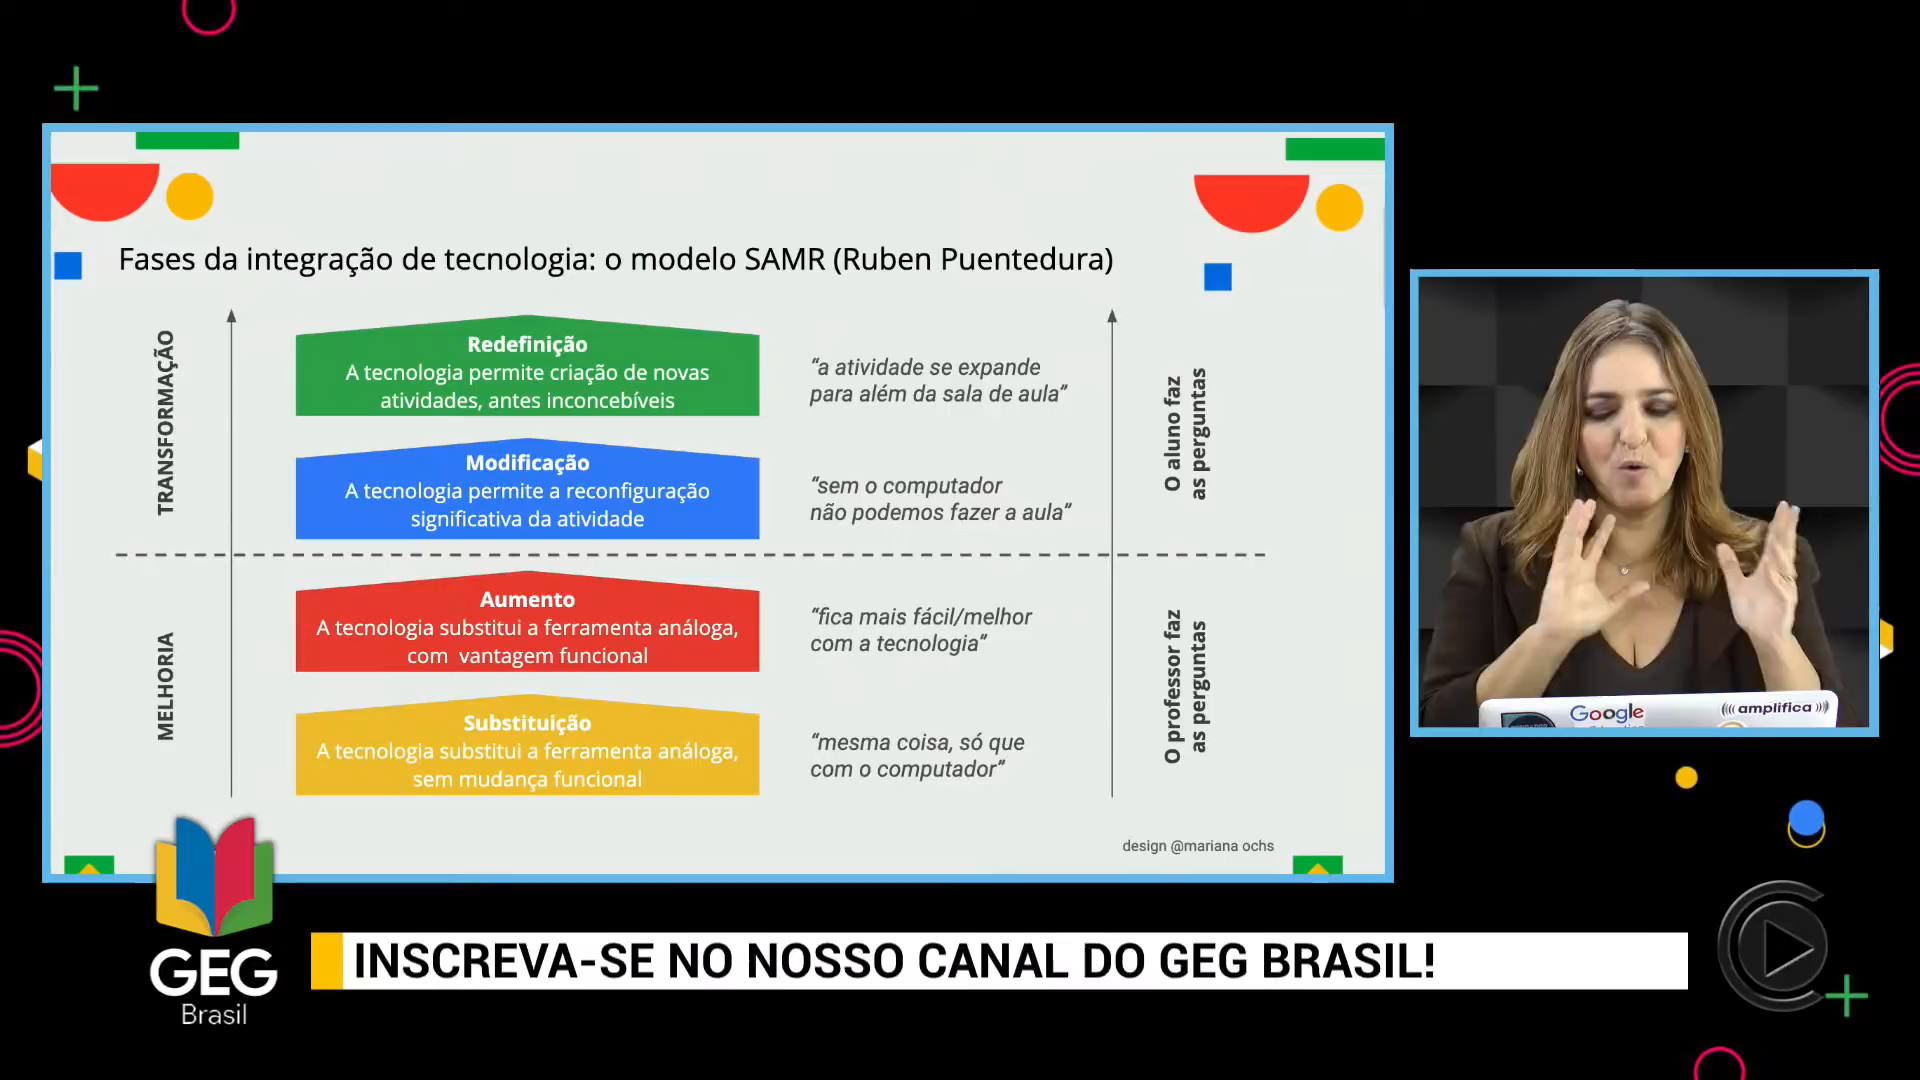 Fases da integração de tecnologia: o modelo SAMR (Ruben Puentedura)
TRANSFORMAÇÃO
Redefinição
A tecnologia permite criação de novas
atividades, antes inconcebíveis
“a atividade se expande
para além da sala de aula”
O aluno faz
as perguntas
Modificação
A tecnologia permite a reconfiguração
significativa da atividade
“sem o computador
não podemos fazer a aula”
MELHORIA
Aumento
A tecnologia substitui a ferramenta análoga,
com  vantagem funcional
“fica mais fácil/melhor
com a tecnologia”
O professor faz
as perguntas
Substituição
A tecnologia substitui a ferramenta análoga,
sem mudança funcional
“mesma coisa, só que
com o computador”
design @mariana ochs
Google
amplifica
GEG
Brasil
INSCREVA-SE NO NOSSO CANAL DO GEG BRASIL!